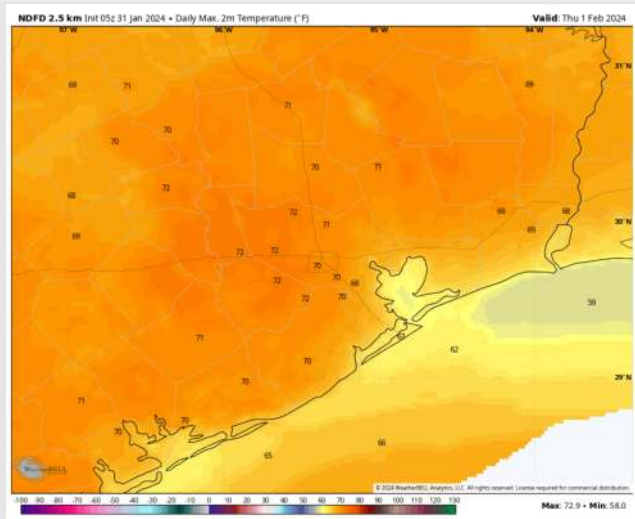 NDFD 2.5 km Init 05z 31 Jan 2024 • Daily Max. 2m Temperature (°F) Valid: Thu 1 Feb 2024
97°W 96°W 95°W 94°W
31°N
69 71 69
71
70
70
70 71
72
68
72 69 68
69 71 69
30°N
72 72
70
70
72 68
72 70
59
71
62
70
29°N
70
71
70
70
66
65
WeatherBELL
© 2024 WeatherBELL Analytics, LLC. All rights reserved. License required for commercial distribution.
-100 -90 -80 -70 -60 -50 -40 -30 -20 -10 0 10 20 30 40 50 60 70 80 90 100 110 120 130
Max: 72.9 • Min: 58.0